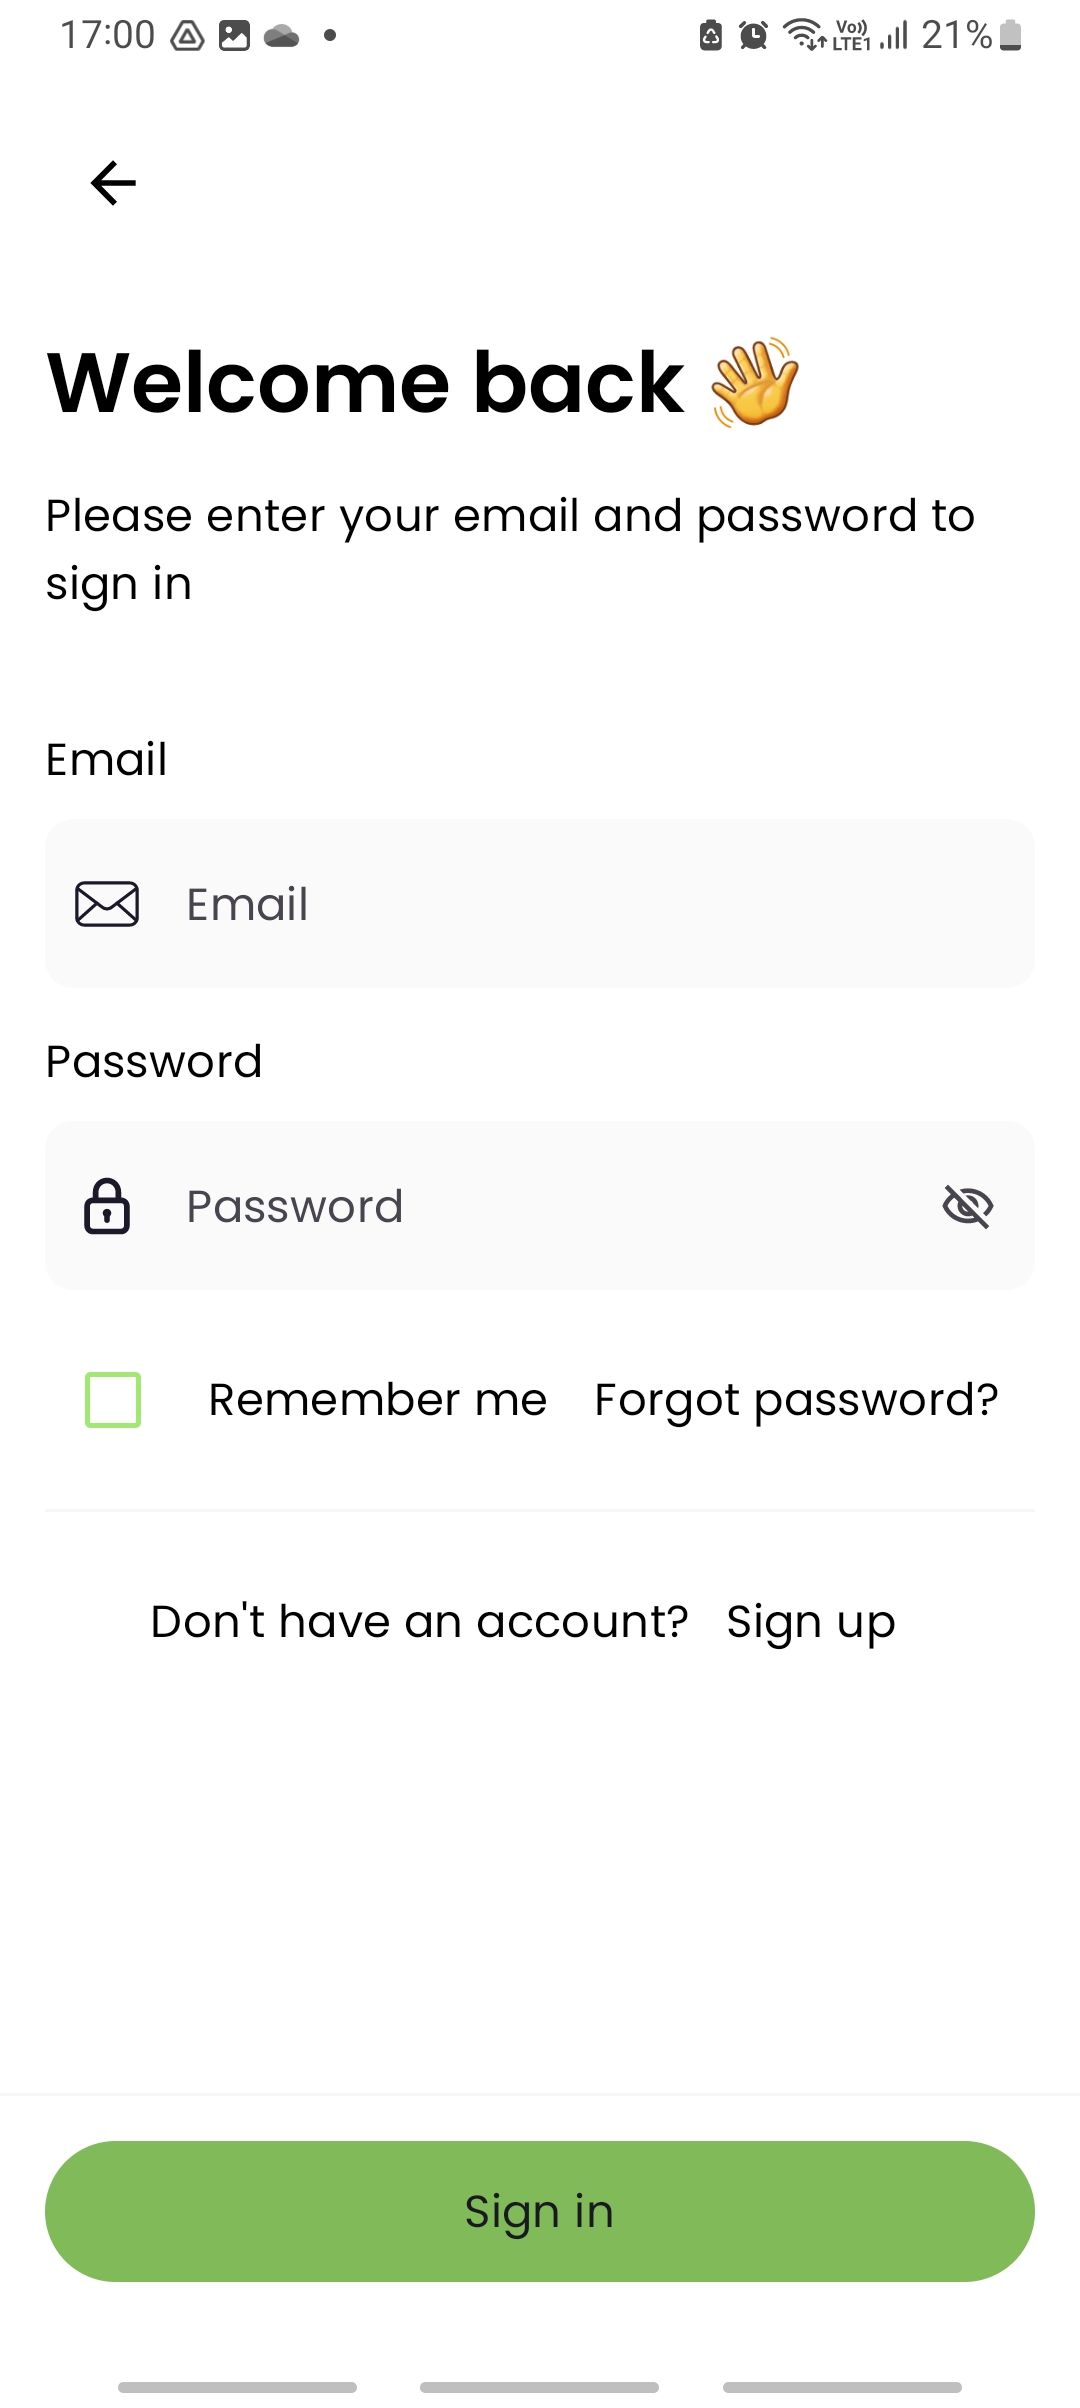 17:00 Vo)) LTE1 21%
Welcome back 👋
Please enter your email and password to
sign in
Email
Email
Password
Password
Remember me Forgot password?
Don't have an account? Sign up
Sign in